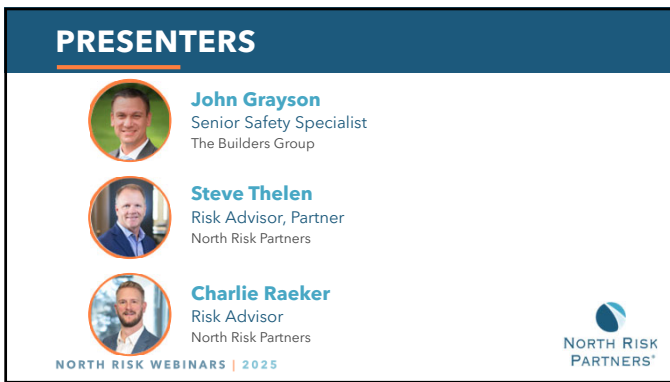 PRESENTERS
John Grayson
Senior Safety Specialist
The Builders Group
Steve Thelen
Risk Advisor, Partner
North Risk Partners
Charlie Raeker
Risk Advisor
North Risk Partners
NORTH RISK WEBINARS | 2025
NORTH RISK
PARTNERS®